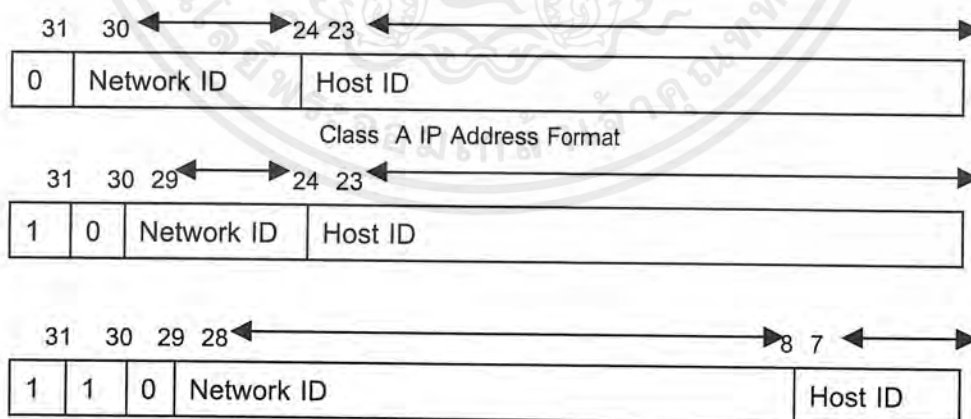 31 30 24 23
0 Network ID Host ID
Class A IP Address Format
31 30 29 24 23
1 0 Network ID Host ID
31 30 29 28 8 7
1 1 0 Network ID Host ID